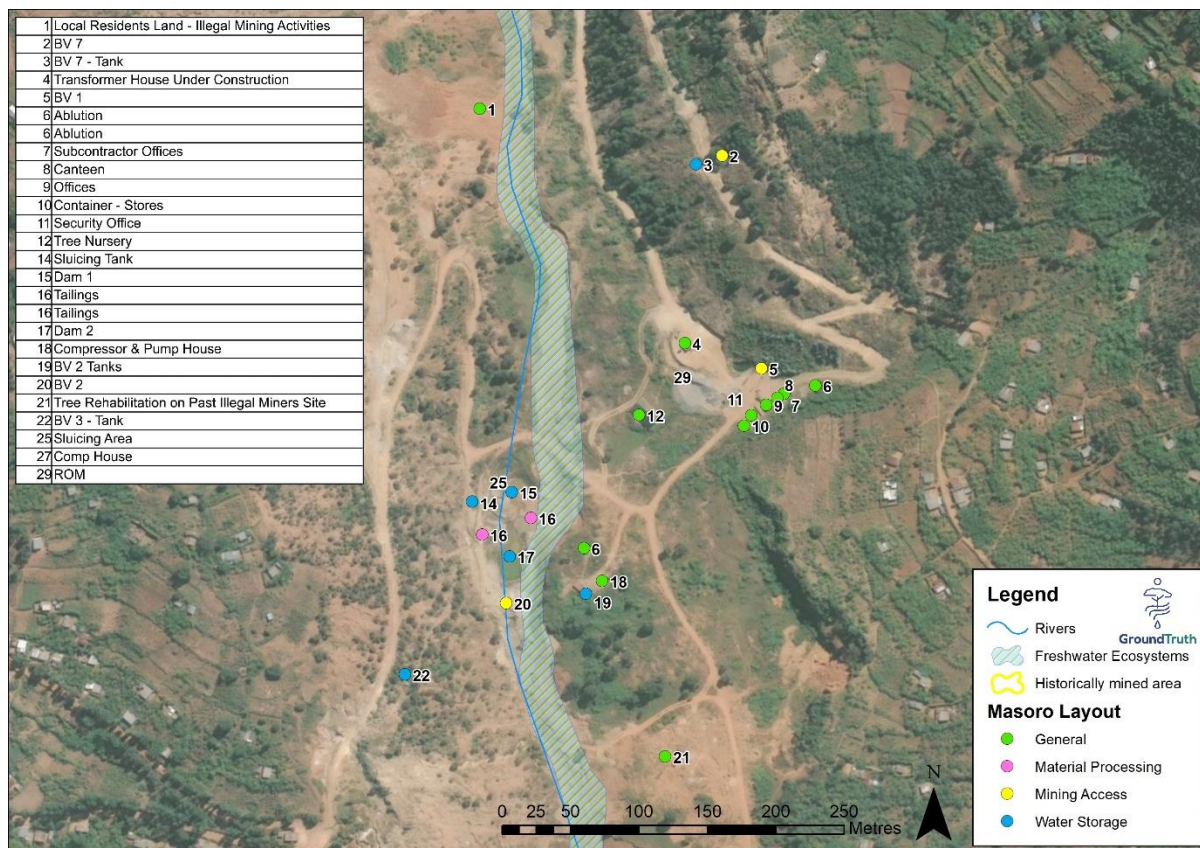 1 Local Residents Land - Illegal Mining Activities
2 BV 7
3 BV 7 - Tank
4 Transformer House Under Construction
5 BV 1
6 Ablution
6 Ablution
7 Subcontractor Offices
8 Canteen
9 Offices
10 Container - Stores
11 Security Office
12 Tree Nursery
14 Sluicing Tank
15 Dam 1
16 Tailings
16 Tailings
17 Dam 2
18 Compressor & Pump House
19 BV 2 Tanks
20 BV 2
21 Tree Rehabilitation on Past Illegal Miners Site
22 BV 3 - Tank
25 Sluicing Area
27 Comp House
29 ROM
1
2
3
4
5
29
8
6
7
9
11
12
10
25
15
14
16
16
17
6
18
19
20
22
21
0 25 50 100 150 200 250
Metres
N
Legend
GroundTruth
Rivers
Freshwater Ecosystems
Historically mined area
Masoro Layout
General
Material Processing
Mining Access
Water Storage